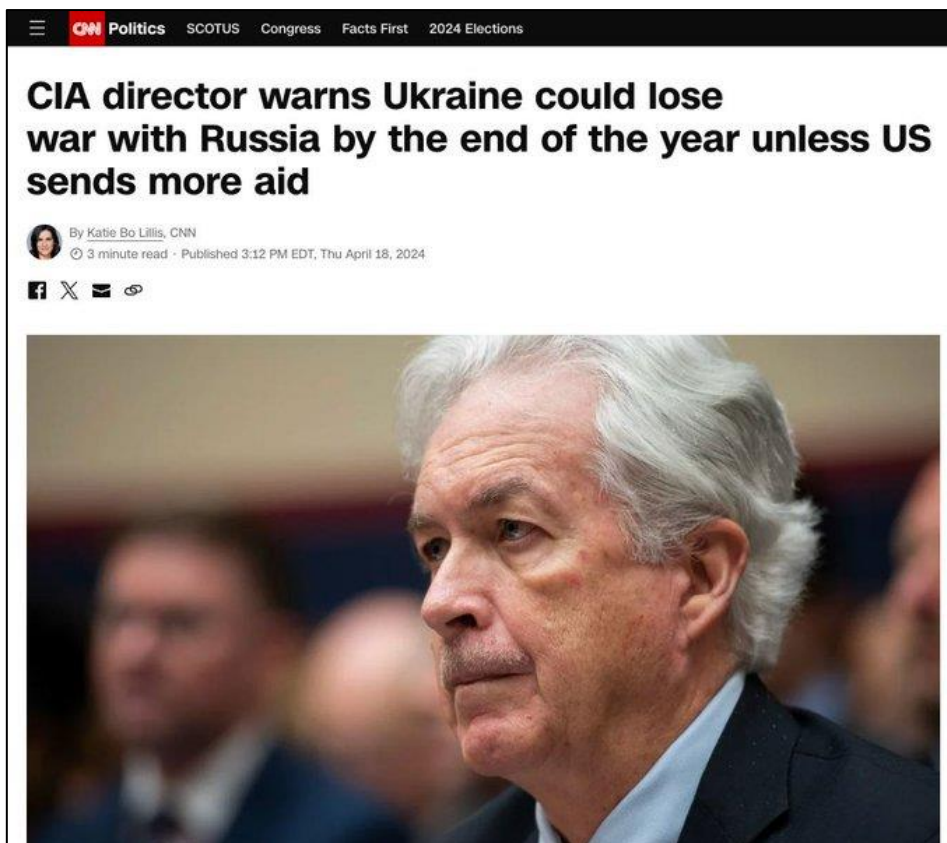 CNN Politics SCOTUS Congress Facts First 2024 Elections
CIA director warns Ukraine could lose
war with Russia by the end of the year unless US
sends more aid
By Katie Bo Lillis, CNN
3 minute read · Published 3:12 PM EDT, Thu April 18, 2024